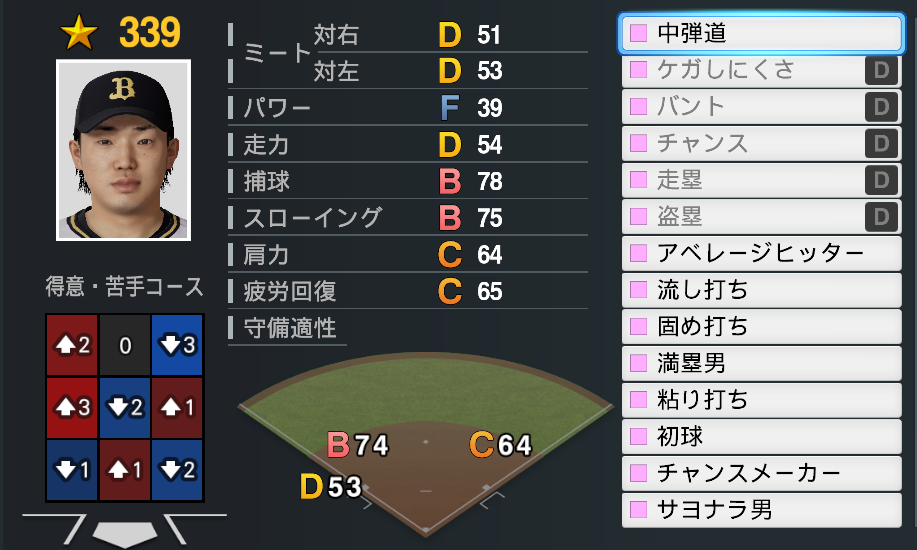 ★ 339
B
ミート 対右 D 51
対左 D 53
パワー F 39
走力 D 54
捕球 B 78
スローイング B 75
肩力 C 64
疲労回復 C 65
守備適性
得意・苦手コース
⬆2 0 ⬇3
⬆3 ⬇2 ⬆1
⬇1 ⬆1 ⬇2
B 74 C 64
D 53
中弾道
ケガしにくさ D
バント D
チャンス D
走塁 D
盗塁 D
アベレージヒッター
流し打ち
固め打ち
満塁男
粘り打ち
初球
チャンスメーカー
サヨナラ男